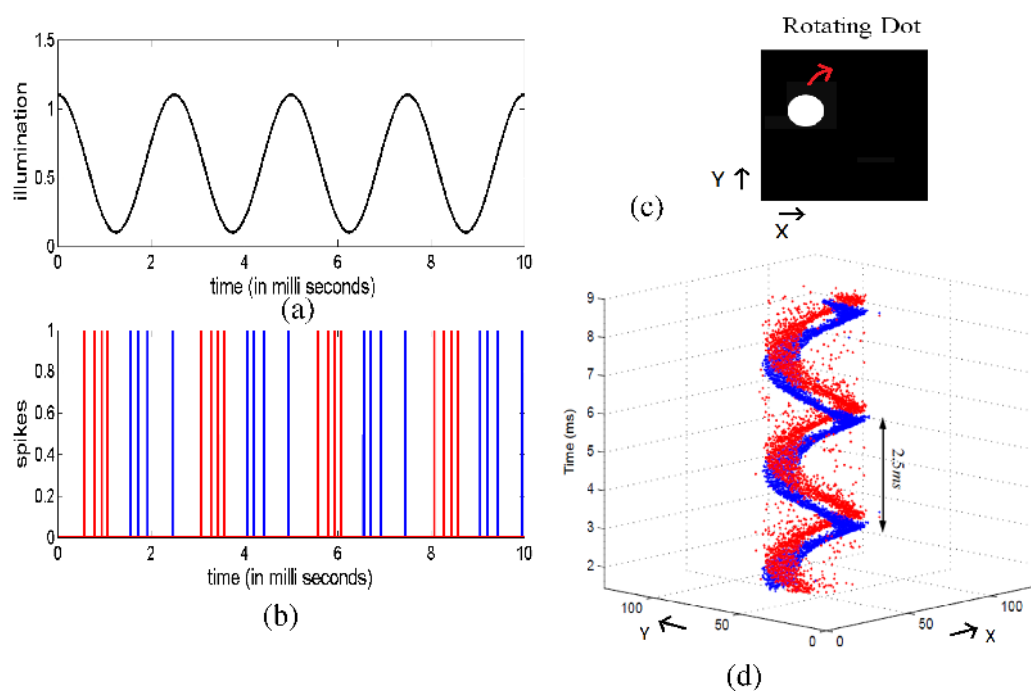 1.5
1
0.5
0
illumination
0 2 4 6 8 10
time (in milli seconds)
(a)
1
0.8
0.6
0.4
0.2
0
spikes
0 2 4 6 8 10
time (in milli seconds)
(b)
Rotating Dot
Y
X
(c)
9
8
7
6
5
4
3
2
Time (ms)
2.5ms
100
50
0
Y
0
50
100
X
(d)